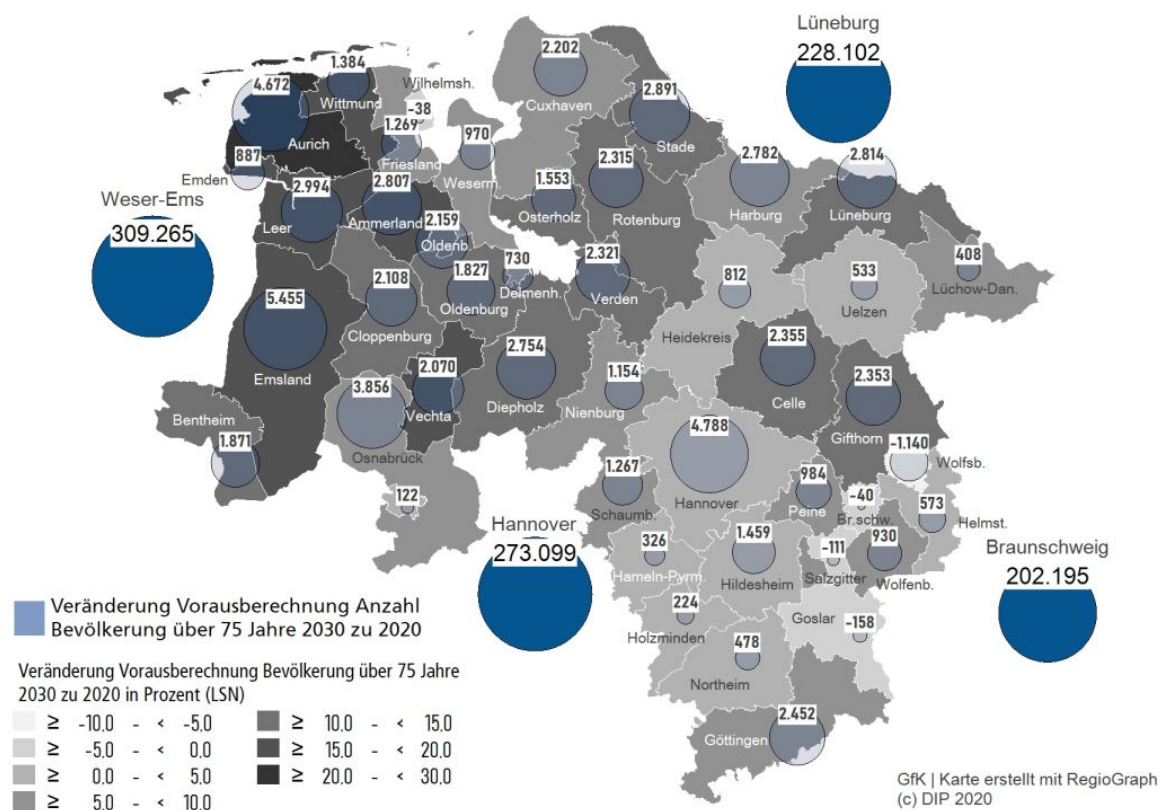 Lüneburg
228.102
2.202
Cuxhaven
1.384
Wittmund
Wilhelmsh.
-38
4.672
Aurich
1.269
Friesland
970
Weserm.
2.891
Stade
887
Emden
2.994
Leer
2.807
Ammerland
2.315
Rotenburg
2.782
Harburg
2.814
Lüneburg
1.553
Osterholz
Weser-Ems
309.265
2.159
Oldenb.
408
Lüchow-Dan.
2.108
Cloppenburg
1.827
Oldenburg
730
Delmenh.
2.321
Verden
812
Heidekreis
533
Uelzen
5.455
Emsland
2.754
Diepholz
2.355
Celle
2.353
Gifthorn
2.070
Vechta
3.856
Osnabrück
1.154
Nienburg
Bentheim
1.871
4.788
Hannover
-1.140
Wolfsb.
122
1.267
Schaumb.
984
Peine
-40
Br.schw.
573
Helmst.
Hannover
273.099
326
Hameln-Pyrm.
1.459
Hildesheim
-111
Salzgitter
930
Wolfenb.
Braunschweig
202.195
224
Holzminden
Goslar
-158
478
Northeim
2.452
Göttingen
Veränderung Vorausberechnung Anzahl
Bevölkerung über 75 Jahre 2030 zu 2020
Veränderung Vorausberechnung Bevölkerung über 75 Jahre
2030 zu 2020 in Prozent (LSN)
≥ -10.0 - < -5.0
≥ -5.0 - < 0.0
≥ 0.0 - < 5.0
≥ 5.0 - < 10.0
≥ 10.0 - < 15.0
≥ 15.0 - < 20.0
≥ 20.0 - < 30.0
GfK | Karte erstellt mit RegioGraph
(c) DIP 2020